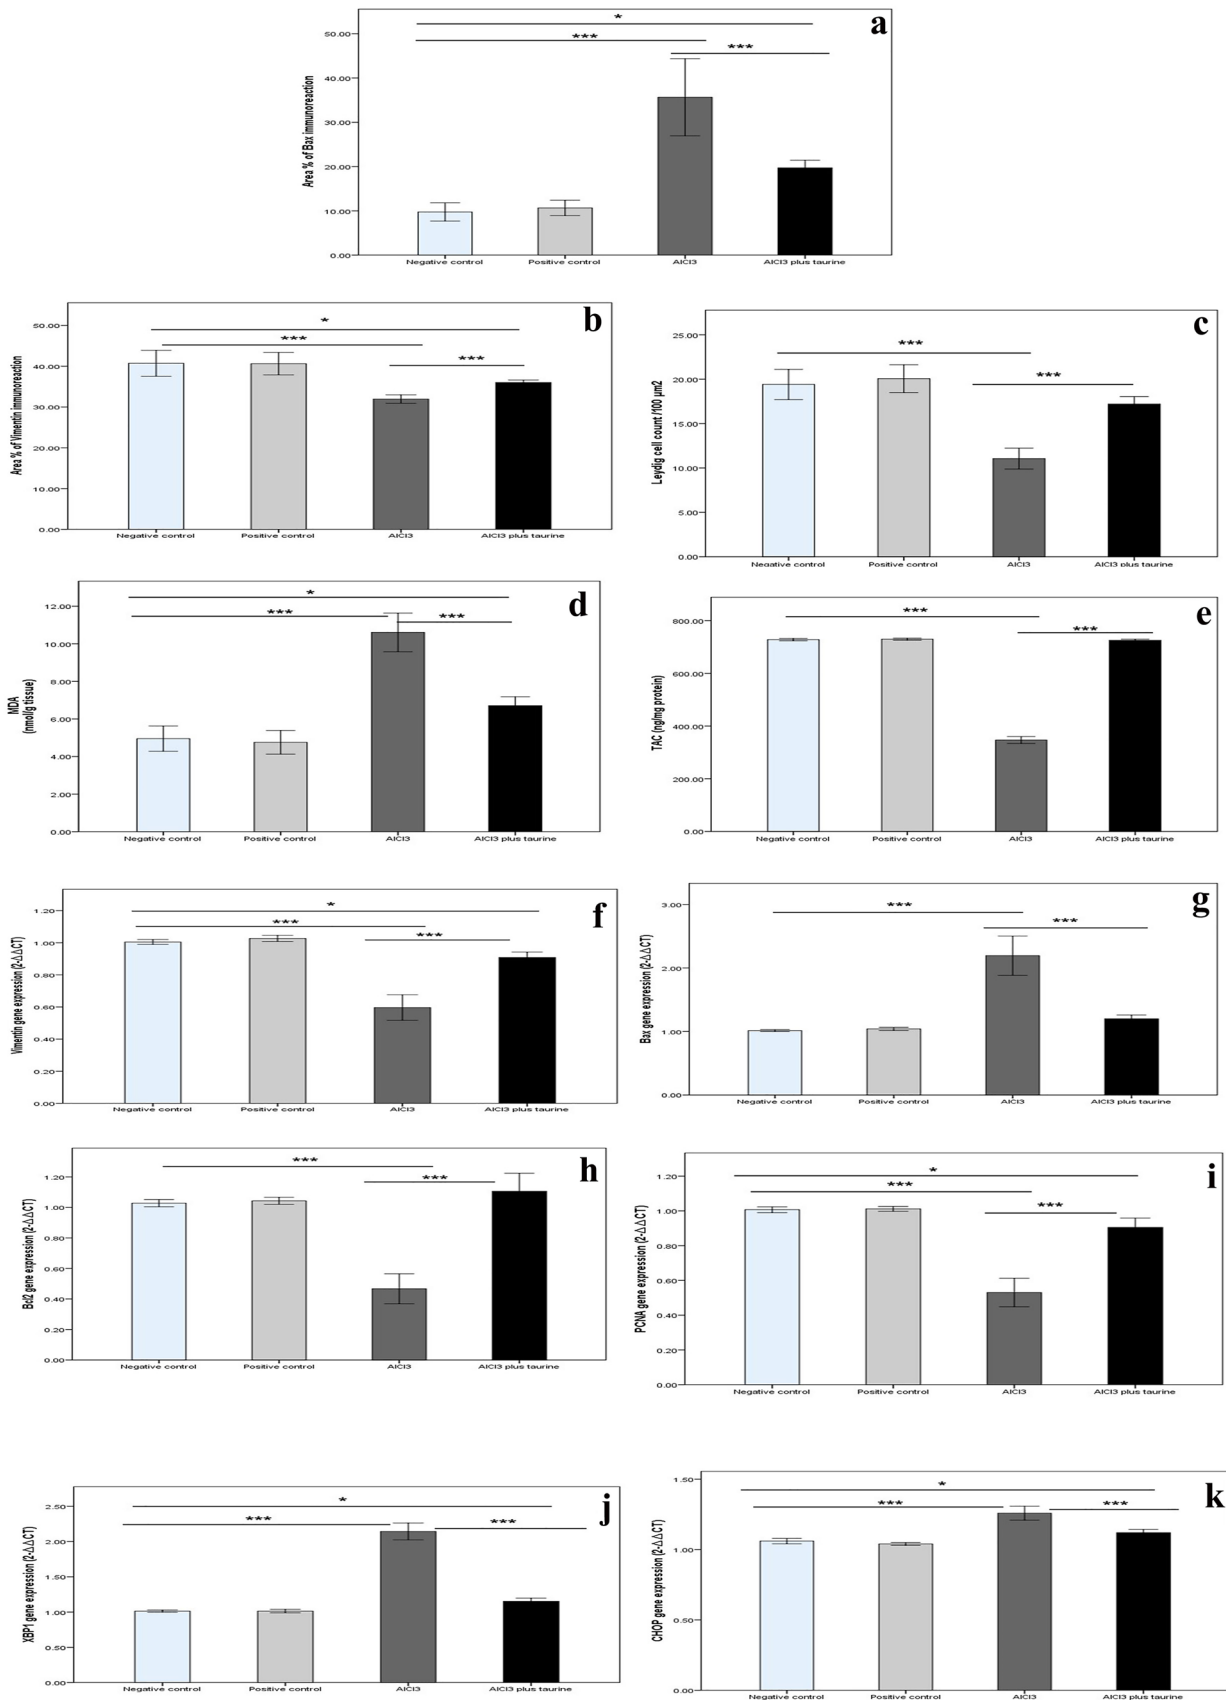 a
*
***
***
Area % of Bax immunoreaction
50.00
40.00
30.00
20.00
10.00
0.00
Negative control
Positive control
AlCl3
AlCl3 plus taurine
b
*
***
***
Area % of Vimentin immunoreaction
50.00
40.00
30.00
20.00
10.00
0.00
Negative control
Positive control
AlCl3
AlCl3 plus taurine
c
***
***
Leydig cell count /100 µm2
25.00
20.00
15.00
10.00
5.00
0.00
Negative control
Positive control
AlCl3
AlCl3 plus taurine
d
*
***
***
MDA
(nmol/g tissue)
12.00
10.00
8.00
6.00
4.00
2.00
0.00
Negative control
Positive control
AlCl3
AlCl3 plus taurine
e
***
***
TAC (ng/mg protein)
800.00
600.00
400.00
200.00
0.00
Negative control
Positive control
AlCl3
AlCl3 plus taurine
f
*
***
***
Vimentin gene expression (2-ΔΔCT)
1.20
1.00
0.80
0.60
0.40
0.20
0.00
Negative control
Positive control
AlCl3
AlCl3 plus taurine
g
***
***
Bax gene expression (2-ΔΔCT)
3.00
2.00
1.00
0.00
Negative control
Positive control
AlCl3
AlCl3 plus taurine
h
***
***
Bcl2 gene expression (2-ΔΔCT)
1.20
1.00
0.80
0.60
0.40
0.20
0.00
Negative control
Positive control
AlCl3
AlCl3 plus taurine
i
*
***
***
PCNA gene expression (2-ΔΔCT)
1.20
1.00
0.80
0.60
0.40
0.20
0.00
Negative control
Positive control
AlCl3
AlCl3 plus taurine
j
*
***
***
XBP1 gene expression (2-ΔΔCT)
2.50
2.00
1.50
1.00
0.50
0.00
Negative control
Positive control
AlCl3
AlCl3 plus taurine
k
*
***
***
CHOP gene expression (2-ΔΔCT)
1.50
1.00
0.50
0.00
Negative control
Positive control
AlCl3
AlCl3 plus taurine